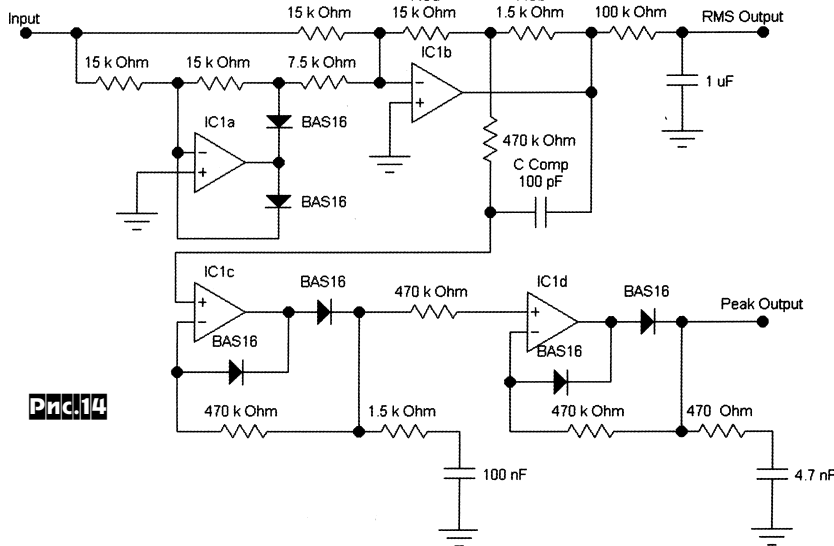 Input
15 k Ohm
15 k Ohm
1.5 k Ohm
100 k Ohm
RMS Output
15 k Ohm
15 k Ohm
7.5 k Ohm
IC1b
1 uF
IC1a
BAS16
470 k Ohm
C Comp
100 pF
BAS16
IC1c
BAS16
470 k Ohm
IC1d
BAS16
Peak Output
BAS16
BAS16
Рис.14
470 k Ohm
1.5 k Ohm
470 k Ohm
470 Ohm
100 nF
4.7 nF